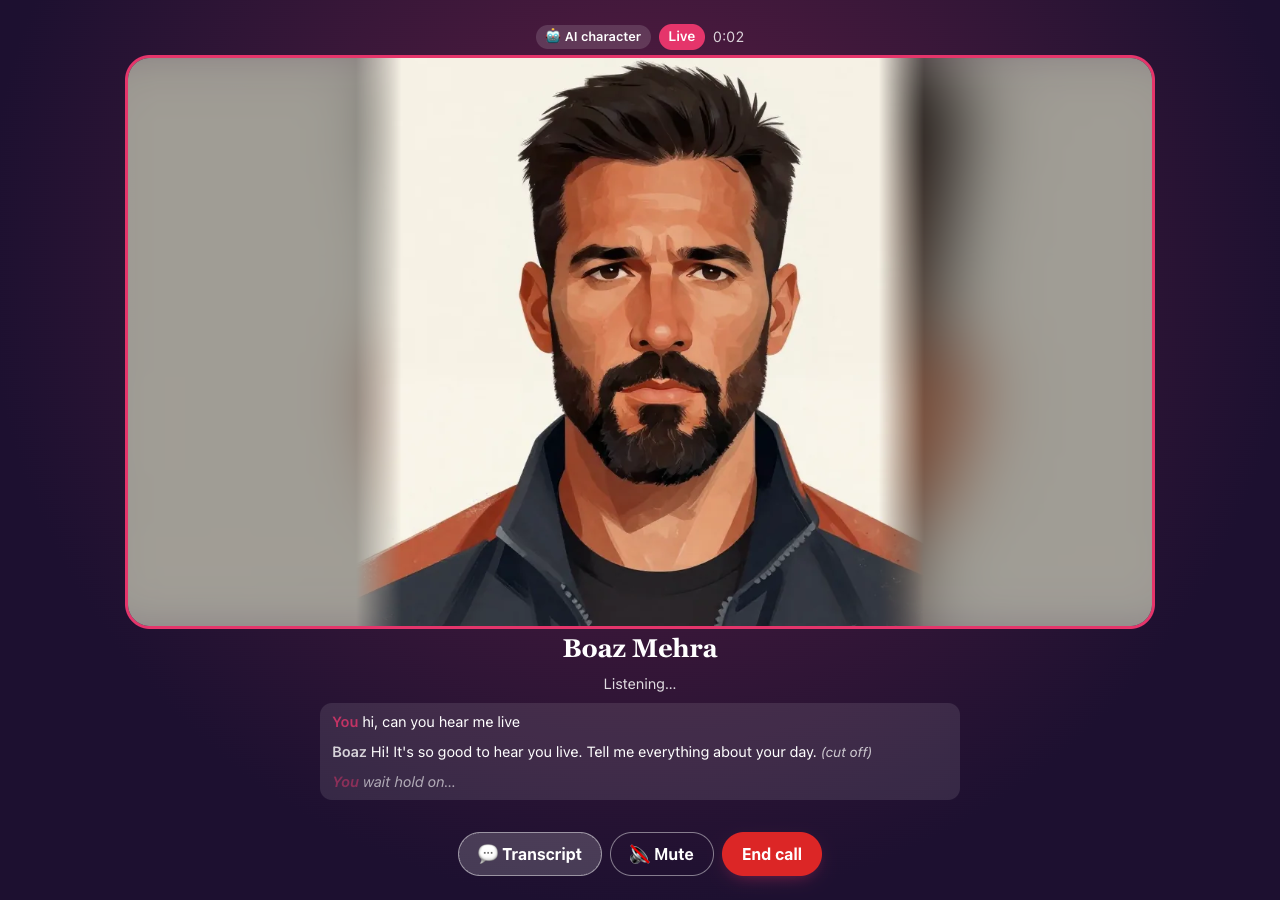 AI character Live 0:02
Boaz Mehra
Listening...
You hi, can you hear me live
Boaz Hi! It's so good to hear you live. Tell me everything about your day. (cut off)
You wait hold on...
Transcript Mute End call